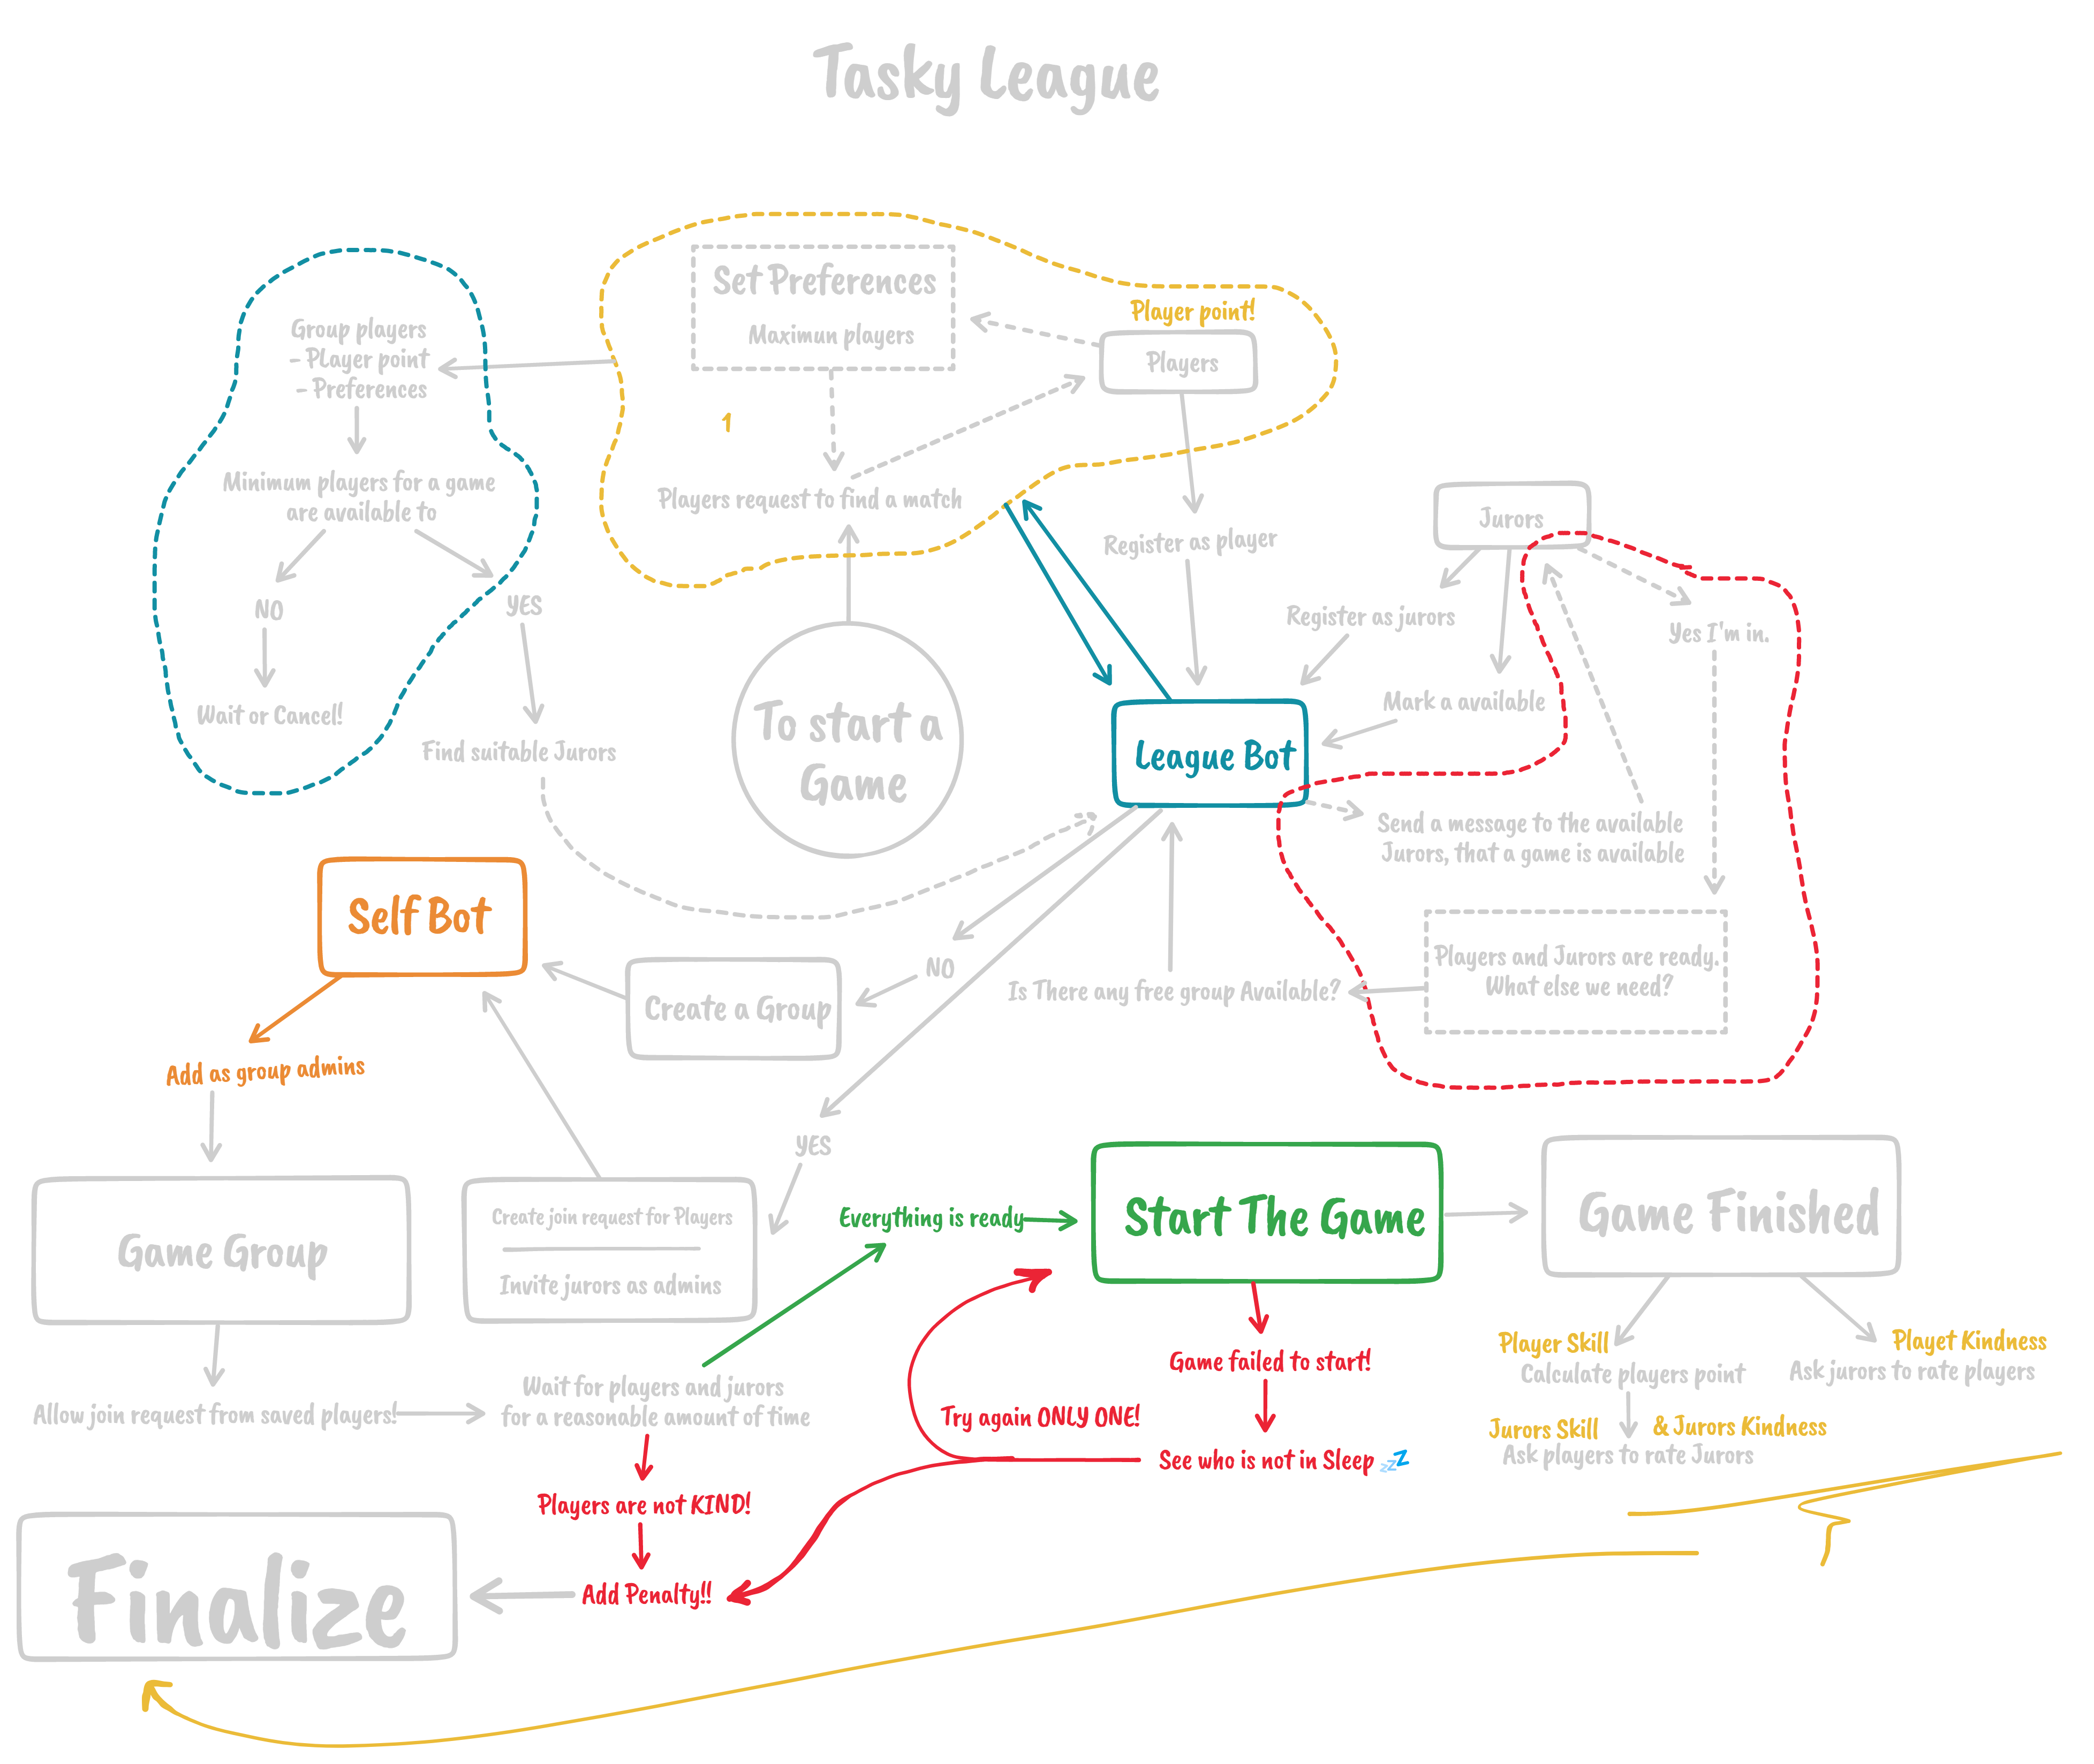 Tasky League
Set Preferences
Maximun players
Player point!
Players
Group players
- PLayer point
- Preferences
1
Players request to find a match
Minimum players for a game
are available to
NO
YES
Wait or Cancel!
Find suitable Jurors
To start a
Game
Register as player
Jurors
Register as jurors
Yes I'm in.
Mark a available
League Bot
Send a message to the available
Jurors, that a game is available
Self Bot
Players and Jurors are ready.
What else we need?
NO
Is There any free group Available?
Create a Group
Add as group admins
YES
Game Group
Create join request for Players
Invite jurors as admins
Everything is ready
Start The Game
Game Finished
Player Skill
Calculate players point
Playet Kindness
Ask jurors to rate players
Game failed to start!
Allow join request from saved players!
Wait for players and jurors
for a reasonable amount of time
Try again ONLY ONE!
Jurors Skill
& Jurors Kindness
Ask players to rate Jurors
See who is not in Sleep 💤
Players are not KIND!
Add Penalty!!
Finalize